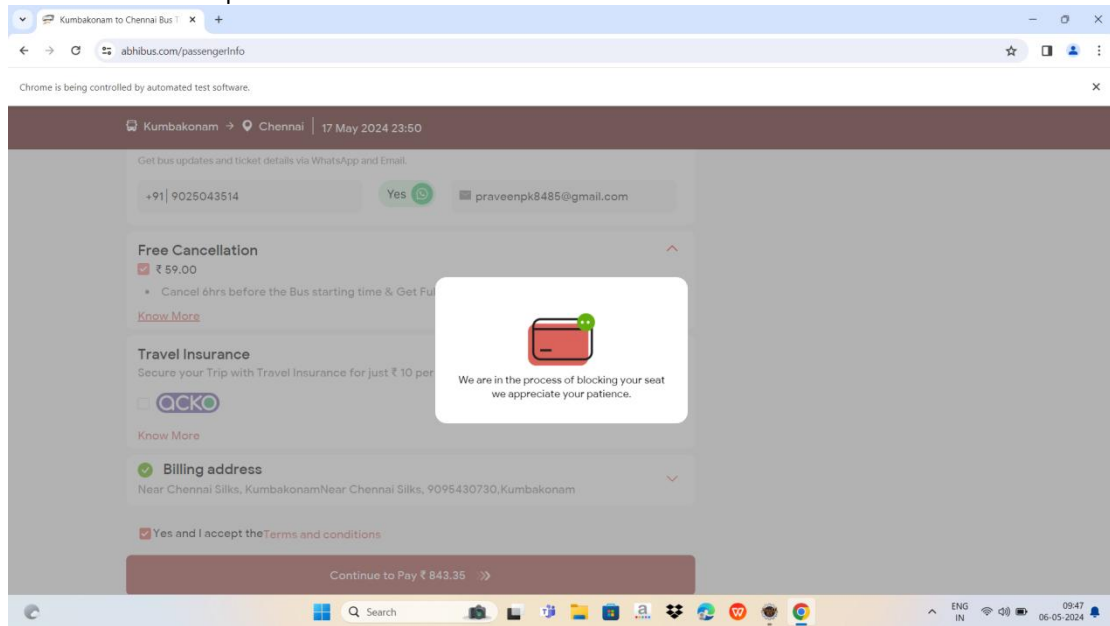 Kumbakonam to Chennai Bus T
abhibus.com/passengerInfo
Chrome is being controlled by automated test software.
Kumbakonam → Chennai | 17 May 2024 23:50
Get bus updates and ticket details via WhatsApp and Email.
+91| 9025043514 Yes praveenpk8485@gmail.com
Free Cancellation
₹ 59.00
• Cancel 6hrs before the Bus starting time & Get Ful
Know More
Travel Insurance
Secure your Trip with Travel Insurance for just ₹ 10 per
acko
Know More
We are in the process of blocking your seat
we appreciate your patience.
Billing address
Near Chennai Silks, KumbakonamNear Chennai Silks, 9095430730,Kumbakonam
Yes and I accept theTerms and conditions
Continue to Pay ₹ 843.35
Search
ENG
IN
09:47
06-05-2024